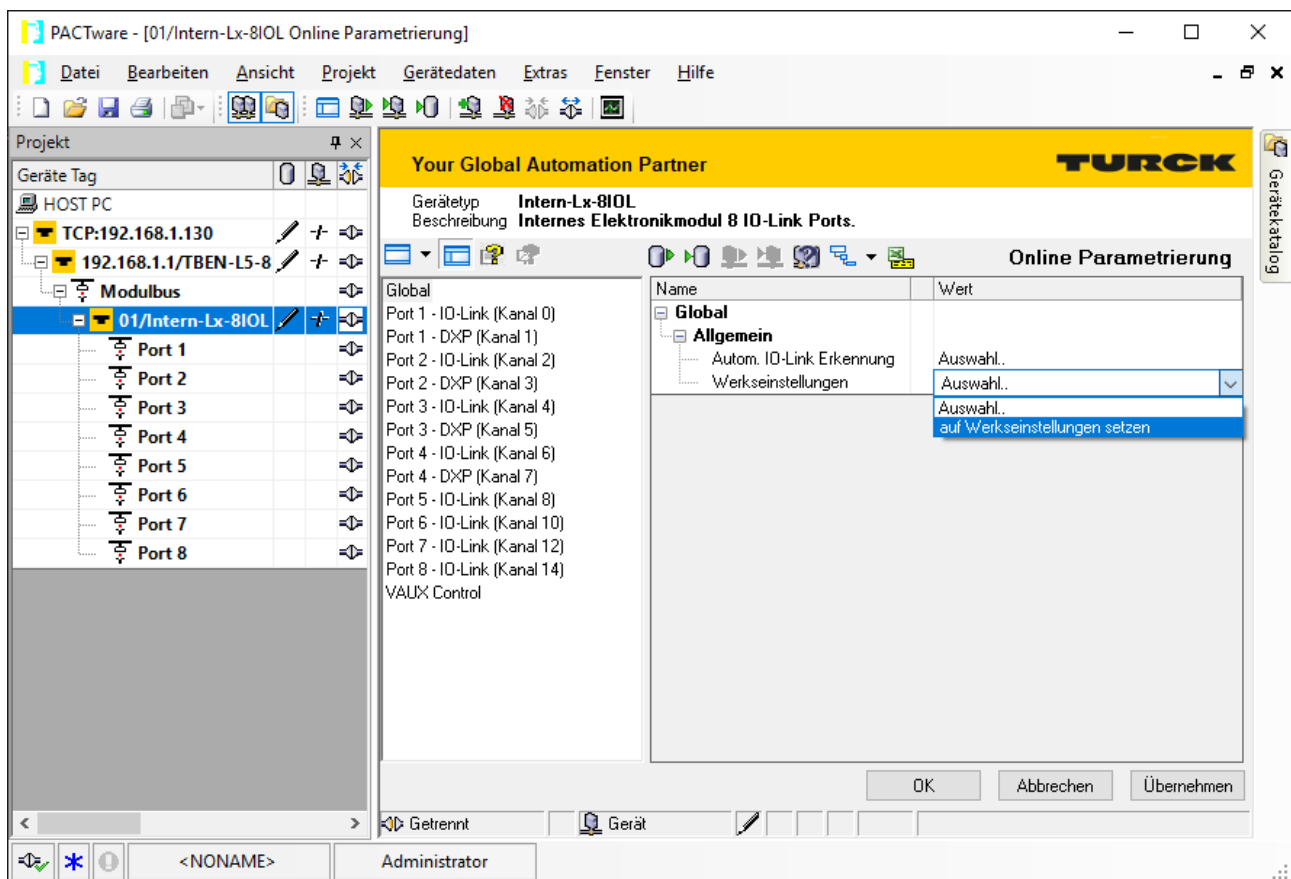 PACTware - [01/Intern-Lx-8IOL Online Parametrierung]
Datei Bearbeiten Ansicht Projekt Gerätedaten Extras Fenster Hilfe
Projekt
Geräte Tag
HOST PC
TCP:192.168.1.130
192.168.1.1/TBEN-L5-8
Modulbus
01/Intern-Lx-8IOL
Port 1
Port 2
Port 3
Port 4
Port 5
Port 6
Port 7
Port 8
Your Global Automation Partner
TURCK
Gerätetyp Intern-Lx-8IOL
Beschreibung Internes Elektronikmodul 8 IO-Link Ports.
Online Parametrierung
Global
Port 1 - IO-Link (Kanal 0)
Port 1 - DXP (Kanal 1)
Port 2 - IO-Link (Kanal 2)
Port 2 - DXP (Kanal 3)
Port 3 - IO-Link (Kanal 4)
Port 3 - DXP (Kanal 5)
Port 4 - IO-Link (Kanal 6)
Port 4 - DXP (Kanal 7)
Port 5 - IO-Link (Kanal 8)
Port 6 - IO-Link (Kanal 10)
Port 7 - IO-Link (Kanal 12)
Port 8 - IO-Link (Kanal 14)
VAUX Control
Name Wert
Global
Allgemein
Autom. IO-Link Erkennung Auswahl..
Werkseinstellungen Auswahl..
Auswahl..
auf Werkseinstellungen setzen
OK Abbrechen Übernehmen
Getrennt Gerät
Gerätekatalog
<NONAME> Administrator